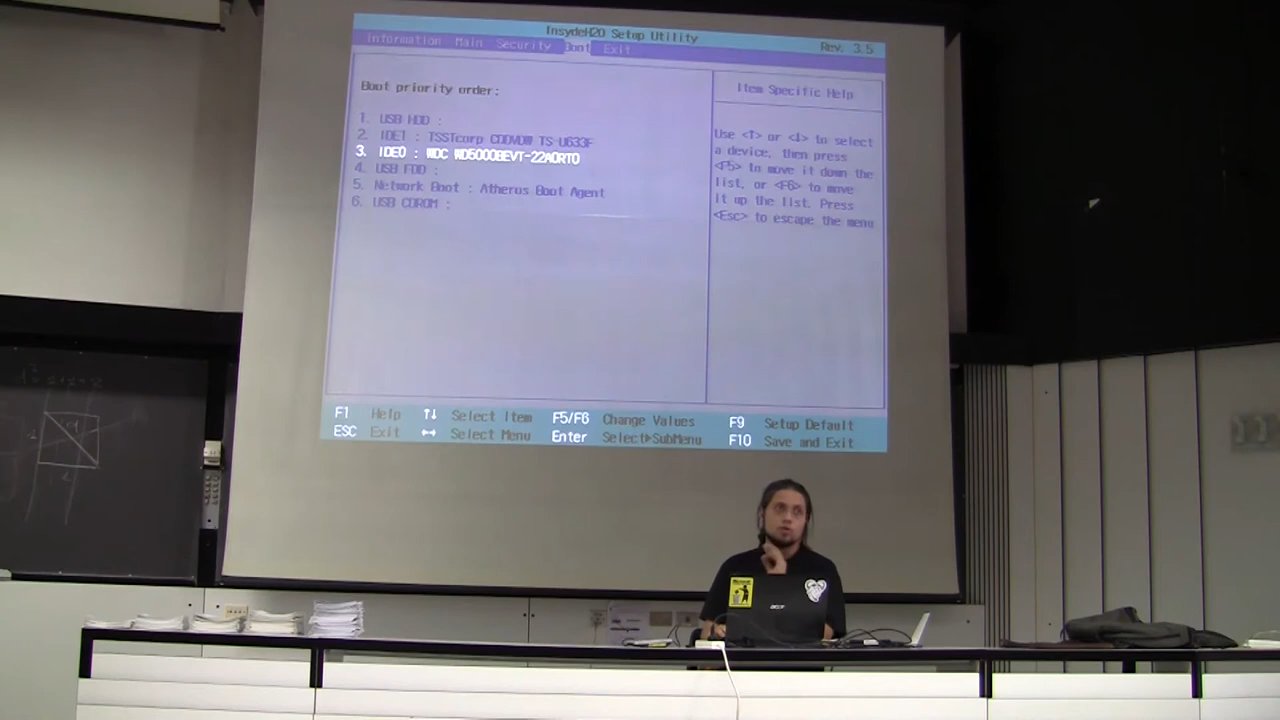 InsydeH2O Setup Utility
Rev. 3.5
Information Main Security Boot Exit
Boot priority order:
1. USB HDD :
2. IDE1 : TSSTcorp CDDVDW TS-U633F
3. IDE0 : WDC WD5000BEVT-22A0RT0
4. USB FDD :
5. Network Boot : Atheros Boot Agent
6. USB CDROM :
Item Specific Help
Use <↑> or <↓> to select
a device, then press
<F5> to move it down the
list, or <F6> to move
it up the list. Press
<Esc> to escape the menu
F1 Help ↑↓ Select Item F5/F6 Change Values F9 Setup Default
ESC Exit ↔ Select Menu Enter Select▶SubMenu F10 Save and Exit
Microsoft
acer